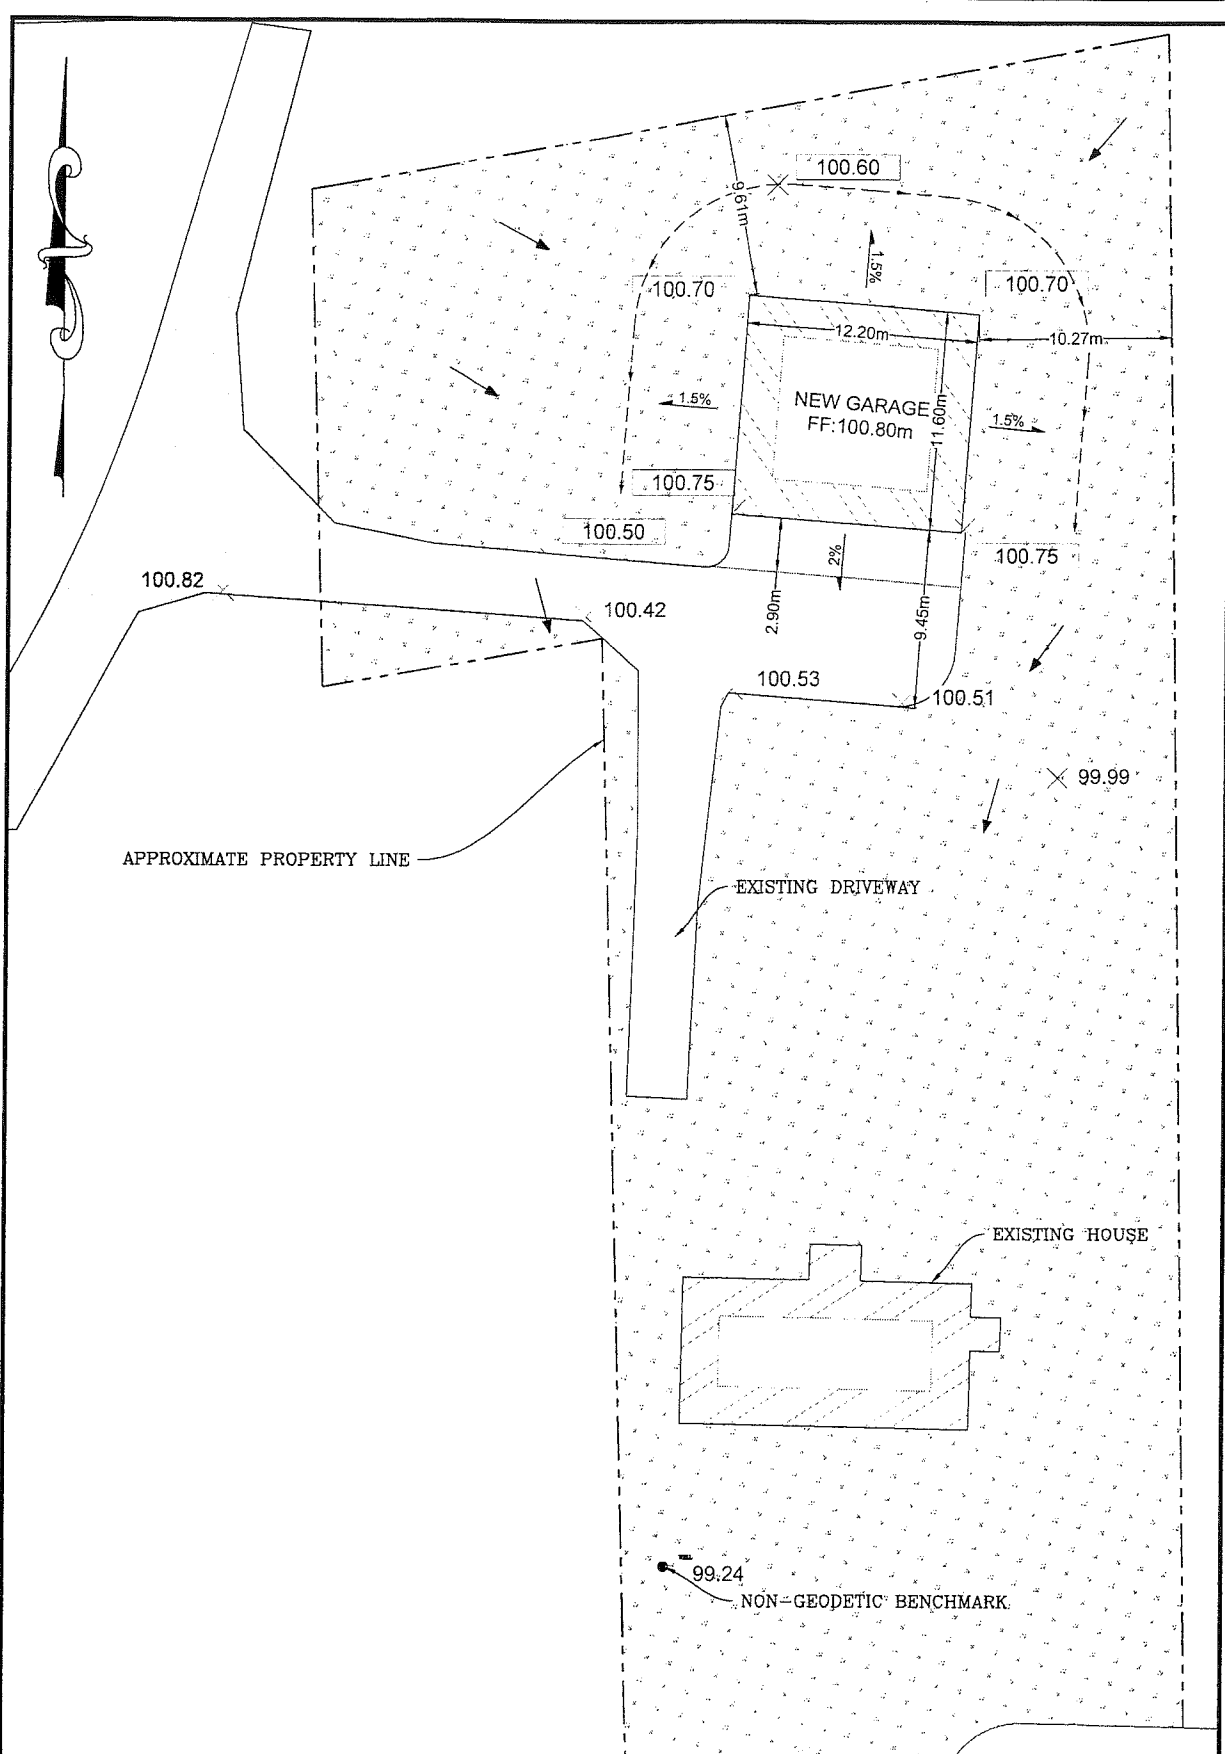 100.60
9.61m
1.5%
100.70
100.70
12.20m
10.27m
1.5%
NEW GARAGE
FF:100.80m
11.60m
1.5%
100.75
100.50
100.75
2%
100.82
100.42
2.90m
9.45m
100.53
100.51
99.99
APPROXIMATE PROPERTY LINE
EXISTING DRIVEWAY
EXISTING HOUSE
99.24
NON-GEODETIC BENCHMARK